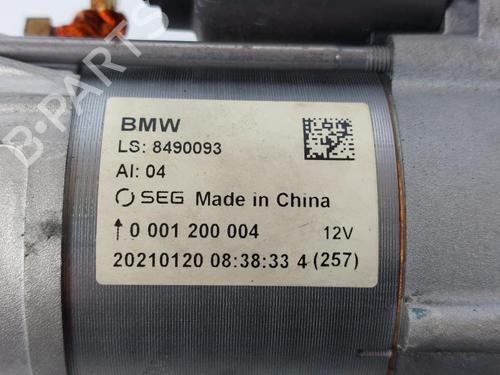 BMW
LS: 8490093
AI: 04
SEG Made in China
↑0 001 200 004 12V
20210120 08:38:33 4 (257)
B-PARTS